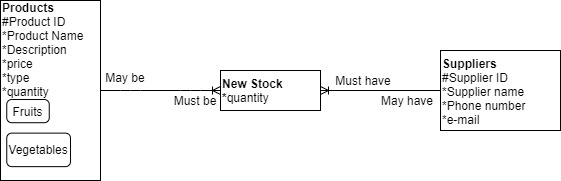 Products
#Product ID
*Product Name
*Description
*price
*type
*quantity
Fruits
Vegetables
May be
Must be
New Stock
*quantity
Must have
May have
Suppliers
#Supplier ID
*Supplier name
*Phone number
*e-mail